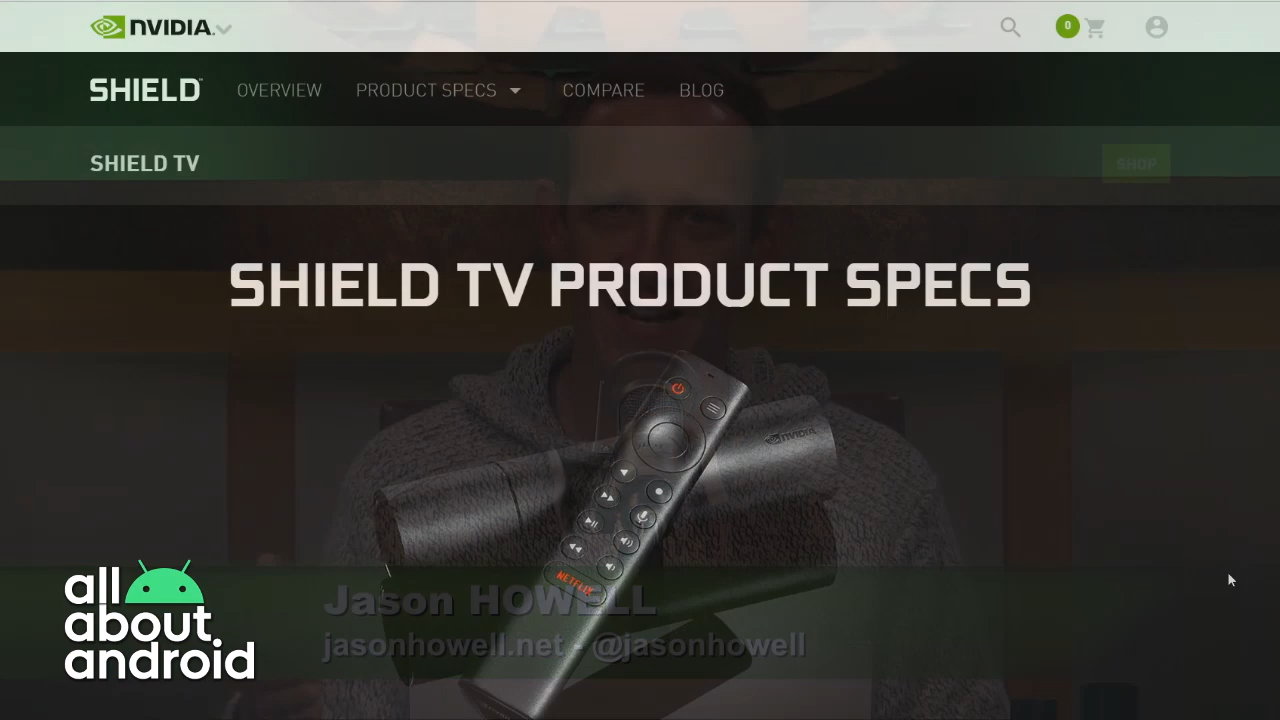 NVIDIA.
0
SHIELD™
OVERVIEW
PRODUCT SPECS
COMPARE
BLOG
SHIELD TV
SHOP
SHIELD TV PRODUCT SPECS
NVIDIA
NETFLIX
all
about
android
Jason HOWELL
jasonhowell.net - @jasonhowell